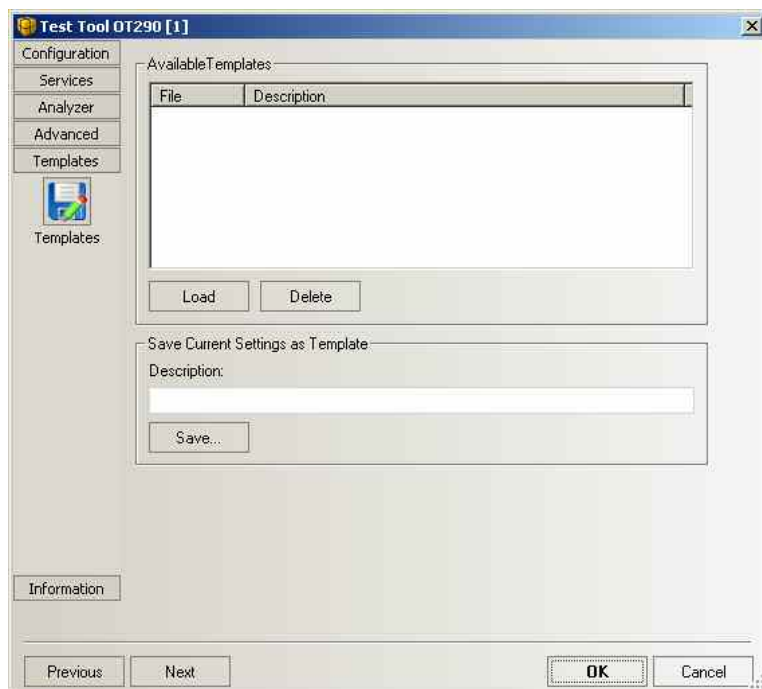 Test Tool OT290 [1]
Configuration
Services
Analyzer
Advanced
Templates
Templates
AvailableTemplates
File Description
Load Delete
Save Current Settings as Template
Description:
Save...
Information
Previous Next OK Cancel